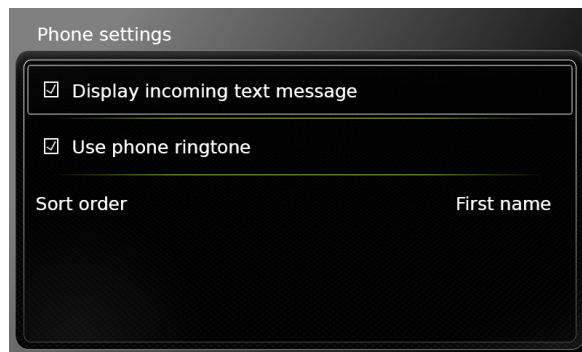 Phone settings
Display incoming text message
Use phone ringtone
Sort order First name